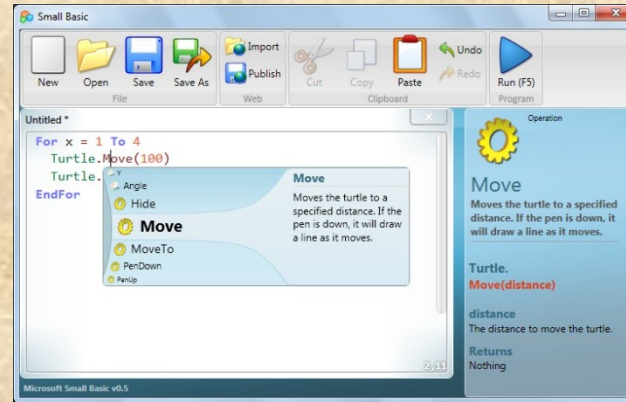 Small Basic
New
Open
Save
Save As
File
Import
Publish
Web
Cut
Copy
Paste
Undo
Redo
Clipboard
Run (F5)
Program
Untitled *
For x = 1 To 4
Turtle.Move(100)
Turtle.
EndFor
Y
Angle
Hide
Move
MoveTo
PenDown
PenUp
Move
Moves the turtle to a
specified distance. If the
pen is down, it will draw
a line as it moves.
2,11
Operation
Move
Moves the turtle to a specified
distance. If the pen is down, it
will draw a line as it moves.
Turtle.
Move(distance)
distance
The distance to move the turtle.
Returns
Nothing
Microsoft Small Basic v0.5